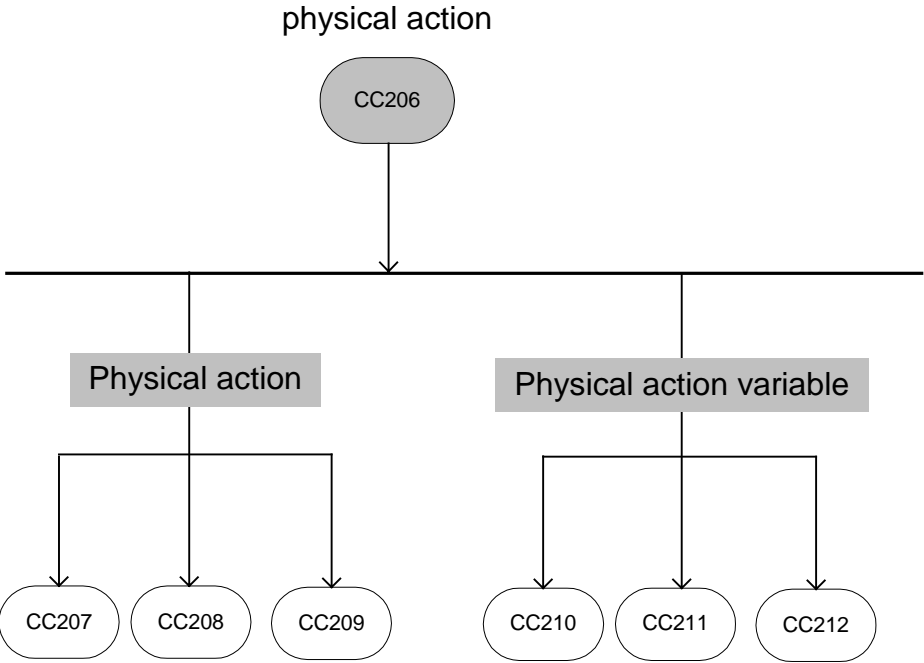 physical action
CC206
Physical action
Physical action variable
CC207
CC208
CC209
CC210
CC211
CC212